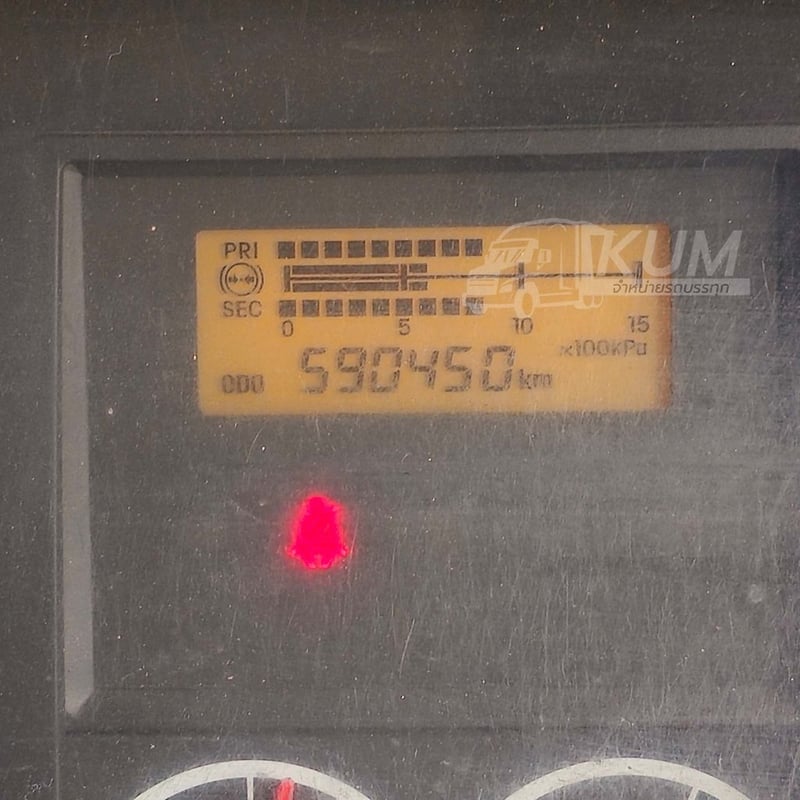 PRI
SEC
0 5 10 15
x100kPa
ODO 590450 km
KUM
จำหน่ายรถบรรทุก